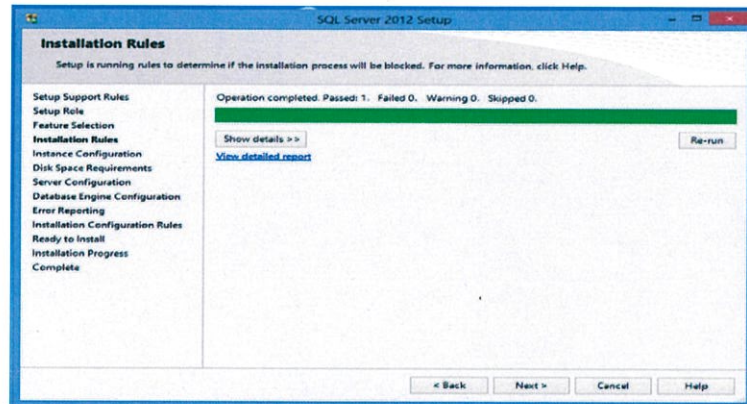 SQL Server 2012 Setup
Installation Rules
Setup is running rules to determine if the installation process will be blocked. For more information, click Help.
Setup Support Rules
Setup Role
Feature Selection
Installation Rules
Instance Configuration
Disk Space Requirements
Server Configuration
Database Engine Configuration
Error Reporting
Installation Configuration Rules
Ready to Install
Installation Progress
Complete
Operation completed. Passed: 1. Failed 0. Warning 0. Skipped 0.
Show details >>
Re-run
View detailed report
< Back
Next >
Cancel
Help